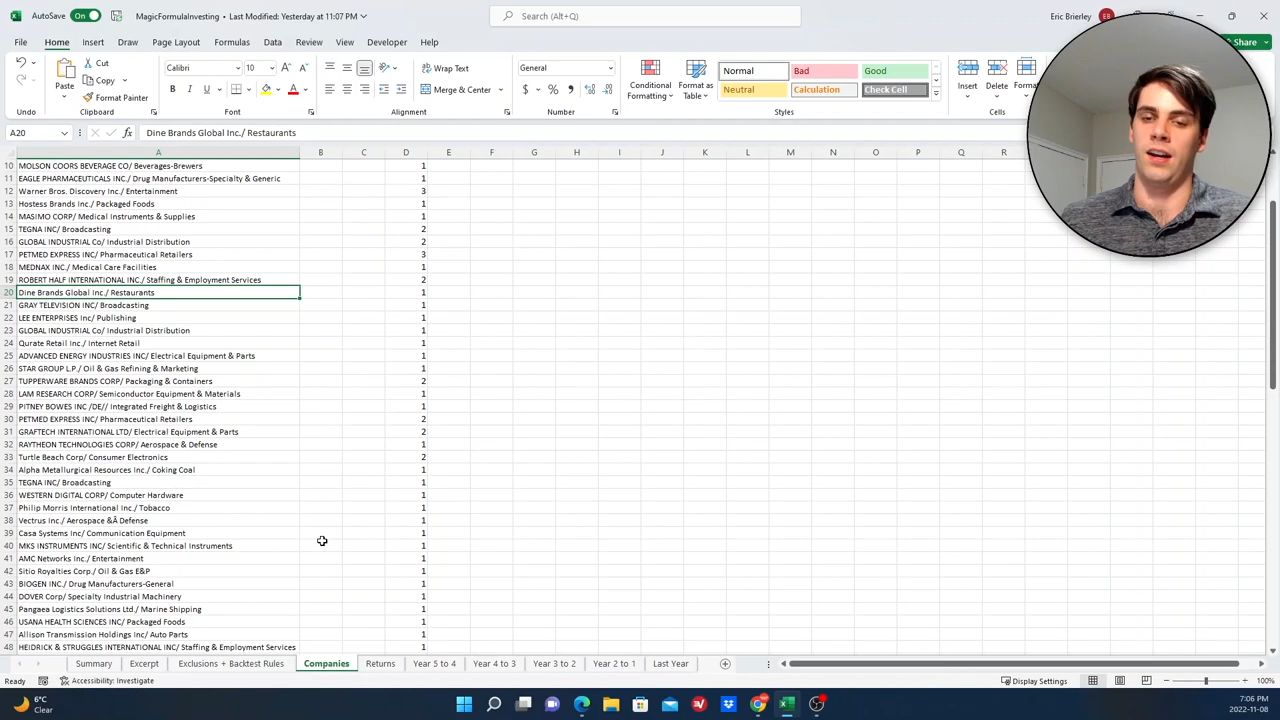 AutoSave On MagicFormulaInvesting • Last Modified: Yesterday at 11:07 PM Search (Alt+Q) Eric Brierley EB
File Home Insert Draw Page Layout Formulas Data Review View Developer Help Share
Paste Cut Copy Format Painter Calibri 10 Wrap Text Merge & Center General Conditional Formatting Format as Table Normal Bad Good Neutral Calculation Check Cell Insert Delete Format
Undo Clipboard Font Alignment Number Styles Cells
A20 Dine Brands Global Inc./ Restaurants
A B C D E F G H I J K L M N O P Q R
10 MOLSON COORS BEVERAGE CO/ Beverages-Brewers 1
11 EAGLE PHARMACEUTICALS INC./ Drug Manufacturers-Specialty & Generic 1
12 Warner Bros. Discovery Inc./ Entertainment 3
13 Hostess Brands Inc./ Packaged Foods 1
14 MASIMO CORP/ Medical Instruments & Supplies 1
15 TEGNA INC/ Broadcasting 2
16 GLOBAL INDUSTRIAL Co/ Industrial Distribution 2
17 PETMED EXPRESS INC/ Pharmaceutical Retailers 3
18 MEDNAX INC./ Medical Care Facilities 1
19 ROBERT HALF INTERNATIONAL INC./ Staffing & Employment Services 2
20 Dine Brands Global Inc./ Restaurants 1
21 GRAY TELEVISION INC/ Broadcasting 1
22 LEE ENTERPRISES Inc/ Publishing 1
23 GLOBAL INDUSTRIAL Co/ Industrial Distribution 1
24 Qurate Retail Inc./ Internet Retail 1
25 ADVANCED ENERGY INDUSTRIES INC/ Electrical Equipment & Parts 1
26 STAR GROUP L.P./ Oil & Gas Refining & Marketing 1
27 TUPPERWARE BRANDS CORP/ Packaging & Containers 2
28 LAM RESEARCH CORP/ Semiconductor Equipment & Materials 1
29 PITNEY BOWES INC /DE// Integrated Freight & Logistics 1
30 PETMED EXPRESS INC/ Pharmaceutical Retailers 2
31 GRAFTECH INTERNATIONAL LTD/ Electrical Equipment & Parts 2
32 RAYTHEON TECHNOLOGIES CORP/ Aerospace & Defense 1
33 Turtle Beach Corp/ Consumer Electronics 2
34 Alpha Metallurgical Resources Inc./ Coking Coal 1
35 TEGNA INC/ Broadcasting 1
36 WESTERN DIGITAL CORP/ Computer Hardware 1
37 Philip Morris International Inc./ Tobacco 1
38 Vectrus Inc./ Aerospace &Â Defense 1
39 Casa Systems Inc/ Communication Equipment 1
40 MKS INSTRUMENTS INC/ Scientific & Technical Instruments 1
41 AMC Networks Inc./ Entertainment 1
42 Sitio Royalties Corp./ Oil & Gas E&P 1
43 BIOGEN INC./ Drug Manufacturers-General 1
44 DOVER Corp/ Specialty Industrial Machinery 1
45 Pangaea Logistics Solutions Ltd./ Marine Shipping 1
46 USANA HEALTH SCIENCES INC/ Packaged Foods 1
47 Allison Transmission Holdings Inc/ Auto Parts 1
48 HEIDRICK & STRUGGLES INTERNATIONAL INC/ Staffing & Employment Services 1
Summary Excerpt Exclusions + Backtest Rules Companies Returns Year 5 to 4 Year 4 to 3 Year 3 to 2 Year 2 to 1 Last Year
Ready Accessibility: Investigate Display Settings 100%
6°C Clear 7:06 PM 2022-11-08